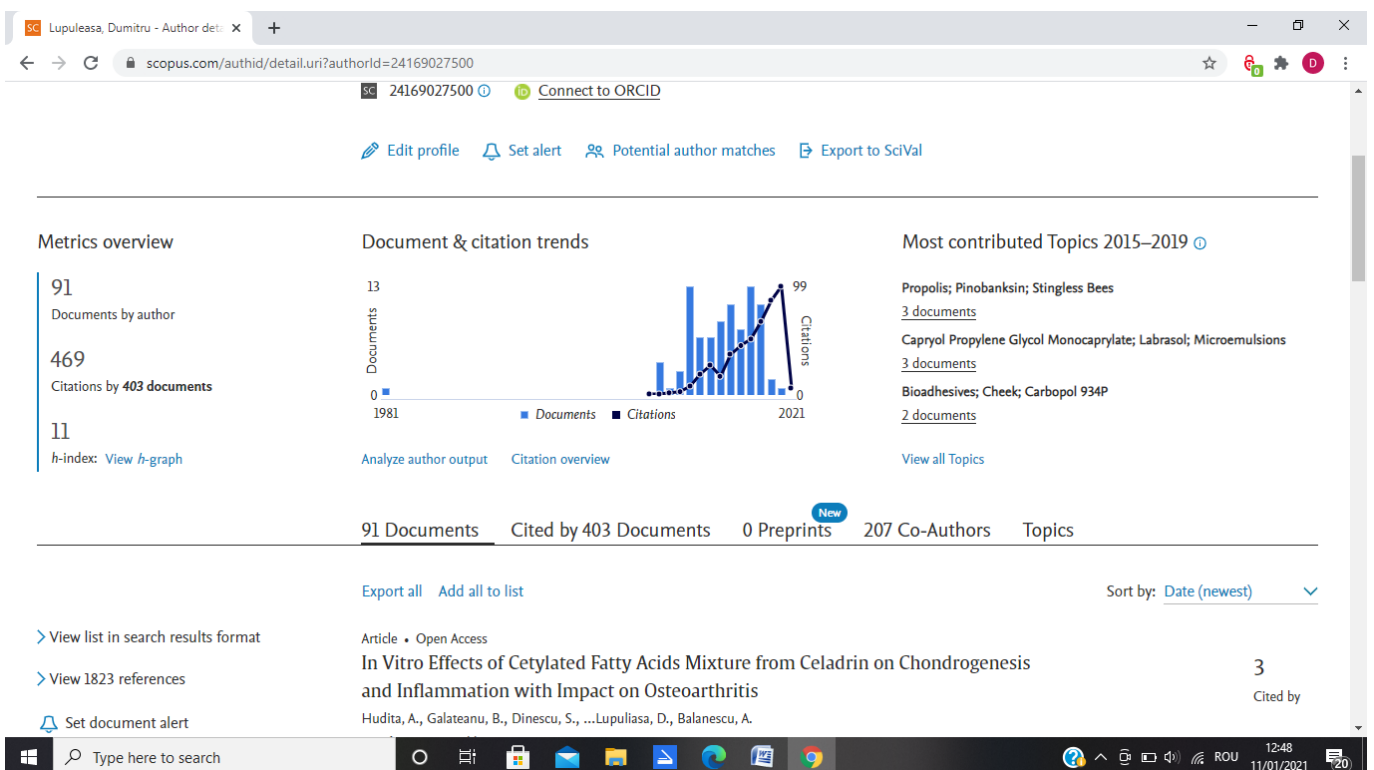 SC Lupuleasa, Dumitru - Author deta
scopus.com/authid/detail.uri?authorId=24169027500
D
0
SC 24169027500
iD Connect to ORCID
Edit profile
Set alert
Potential author matches
Export to SciVal
Metrics overview
91
Documents by author
469
Citations by 403 documents
11
h-index: View h-graph
Document & citation trends
13
99
Documents
Citations
0
0
1981
Documents
Citations
2021
Analyze author output
Citation overview
Most contributed Topics 2015–2019
Propolis; Pinobanksin; Stingless Bees
3 documents
Capryol Propylene Glycol Monocaprylate; Labrasol; Microemulsions
3 documents
Bioadhesives; Cheek; Carbopol 934P
2 documents
View all Topics
91 Documents
Cited by 403 Documents
New
0 Preprints
207 Co-Authors
Topics
Export all
Add all to list
Sort by: Date (newest)
View list in search results format
View 1823 references
Set document alert
Article • Open Access
In Vitro Effects of Cetylated Fatty Acids Mixture from Celadrin on Chondrogenesis
and Inflammation with Impact on Osteoarthritis
Hudita, A., Galateanu, B., Dinescu, S., ...Lupuliasa, D., Balanescu, A.
3
Cited by
Type here to search
ROU
12:48
11/01/2021
20